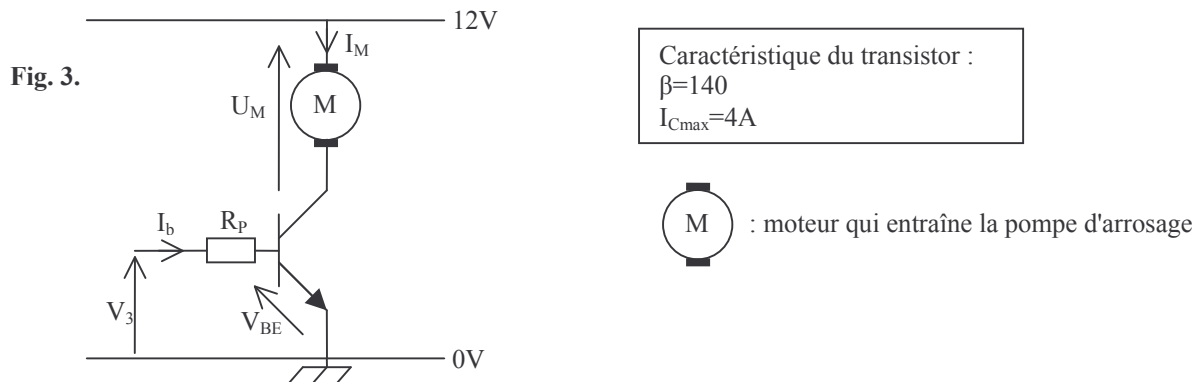 12V
I_M
Fig. 3.
U_M
M
I_b
R_P
V_3
V_BE
0V
Caractéristique du transistor :
β=140
I_Cmax=4A
M : moteur qui entraîne la pompe d'arrosage